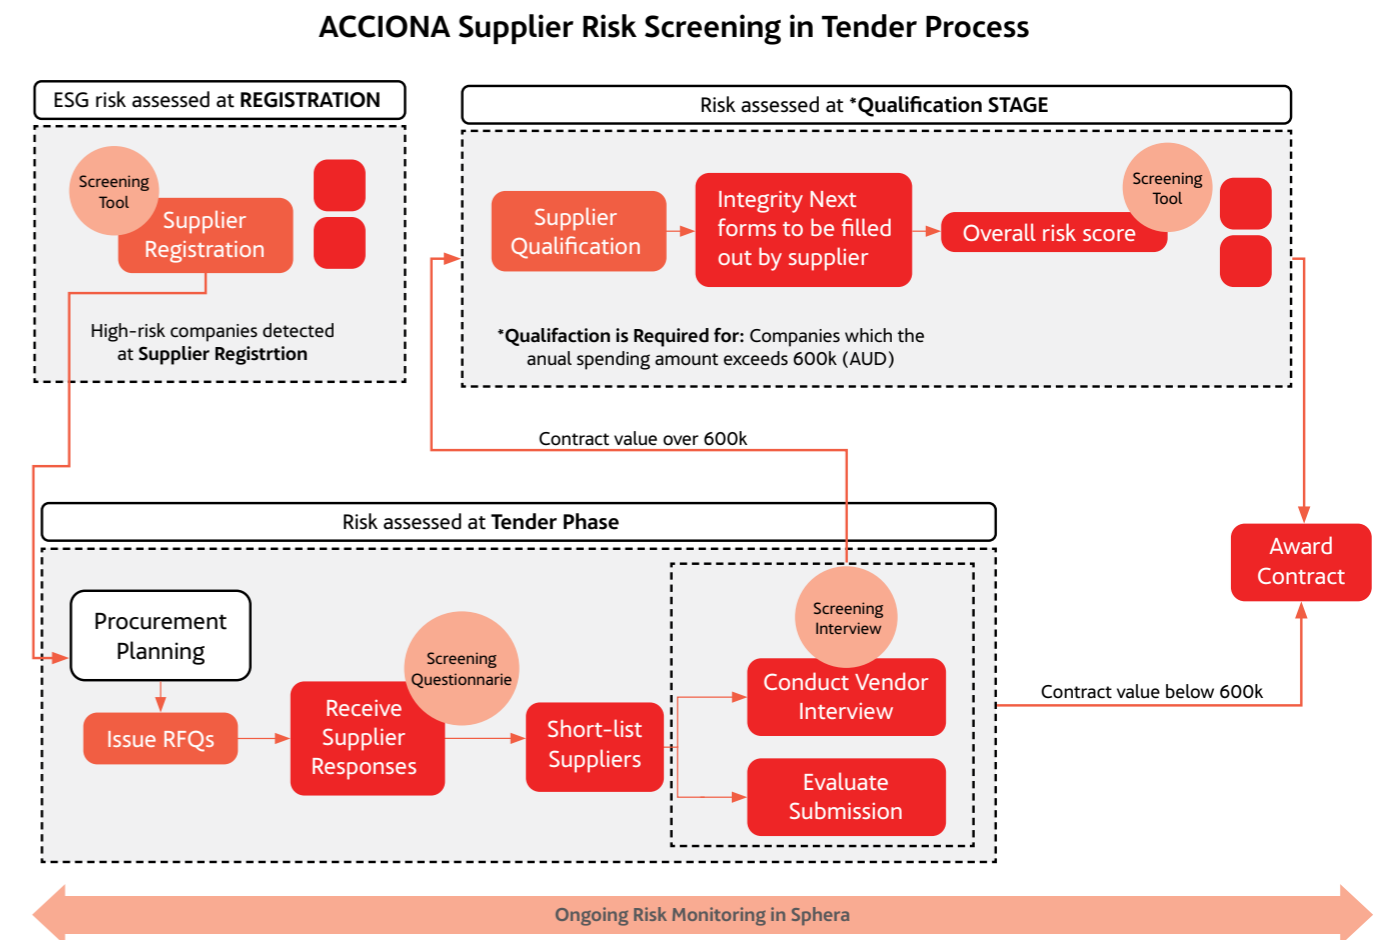 ACCIONA Supplier Risk Screening in Tender Process
ESG risk assessed at REGISTRATION
Screening
Tool
Supplier
Registration
High-risk companies detected
at Supplier Registrtion
Risk assessed at *Qualification STAGE
Supplier
Qualification
Integrity Next
forms to be filled
out by supplier
Overall risk score
Screening
Tool
*Qualifaction is Required for: Companies which the
anual spending amount exceeds 600k (AUD)
Contract value over 600k
Risk assessed at Tender Phase
Procurement
Planning
Issue RFQs
Receive
Supplier
Responses
Screening
Questionnarie
Short-list
Suppliers
Screening
Interview
Conduct Vendor
Interview
Evaluate
Submission
Contract value below 600k
Award
Contract
Ongoing Risk Monitoring in Sphera